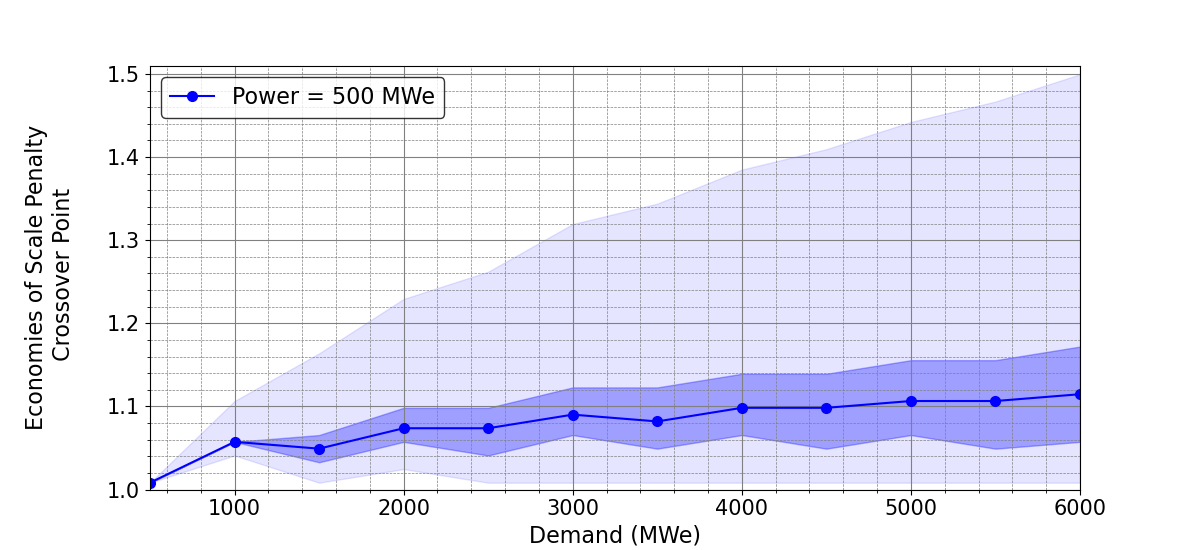 Power = 500 MWe
Economies of Scale Penalty
Crossover Point
1.5
1.4
1.3
1.2
1.1
1.0
1000 2000 3000 4000 5000 6000
Demand (MWe)